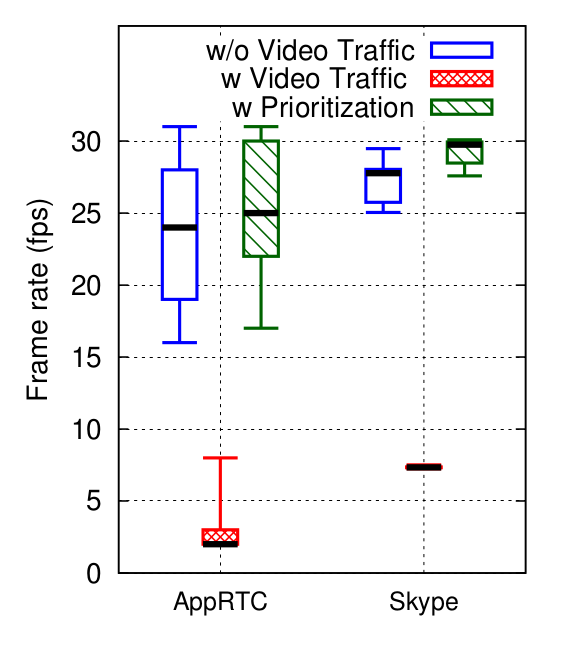 w/o Video Traffic
w Video Traffic
w Prioritization
Frame rate (fps)
30
25
20
15
10
5
0
AppRTC
Skype